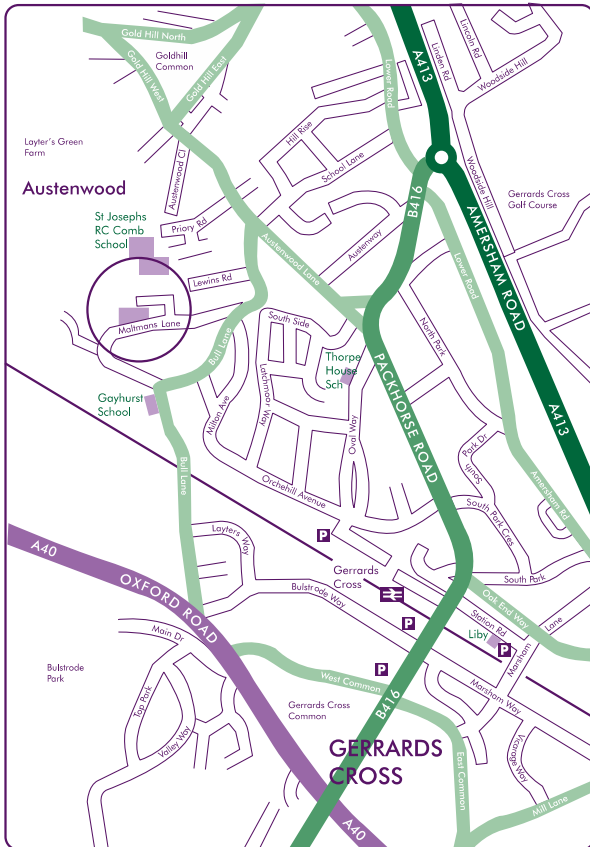 Gold Hill North
Goldhill
Common
Gold Hill West
Gold Hill East
Lower Road
A413
Linden Rd
Lincoln Rd
Woodside Hill
Layter's Green
Farm
Austenwood Cl
Hill Rise
School Lane
B416
Woodside Hill
Austenwood
Gerrards Cross
Golf Course
St Josephs
RC Comb
School
Priory Rd
Austenwood Lane
Austenway
AMERSHAM ROAD
Lower Road
Lewins Rd
Maltmans Lane
South Side
North Park
Bull Lane
Thorpe
House
Sch
PACKHORSE ROAD
Latchmoor Way
Gayhurst
School
Milton Ave
Oval Way
A413
Park Dr
South
Bull Lane
Orchehill Avenue
Amersham Rd
South Park Cres
P
Layters Way
A40
Gerrards
Cross
South Park
OXFORD ROAD
Bulstrode Way
Oak End Way
Station Rd
P
Main Dr
Liby
P
Marsham
Lane
Bulstrode
Park
P
West Common
Top Park
Marsham Way
Gerrards Cross
Common
B416
Valley Way
Vicarage Way
GERRARDS
CROSS
East Common
Mill Lane
A40